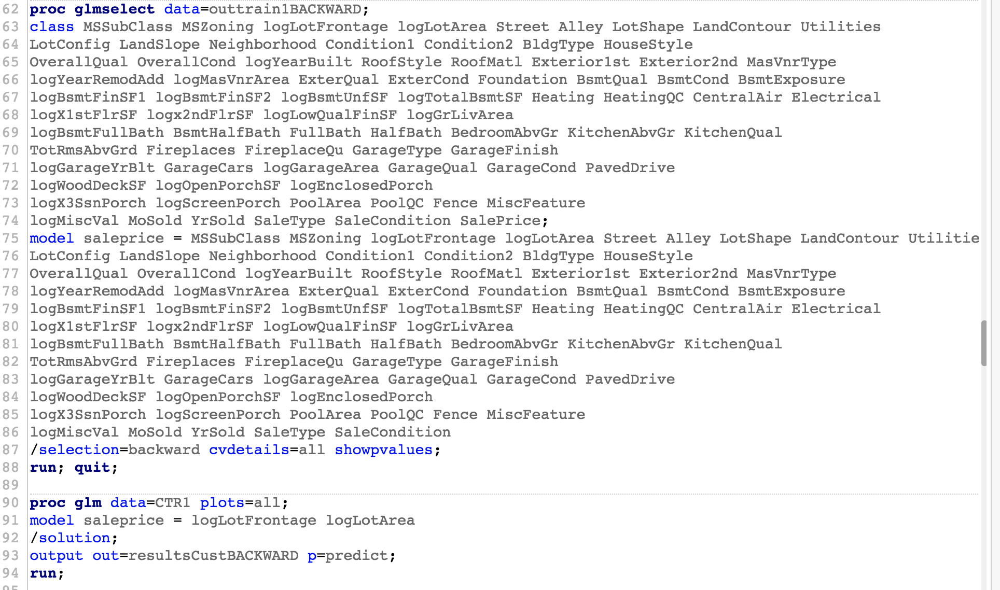 62 proc glmselect data=outtrain1BACKWARD;
63 class MSSubClass MSZoning logLotFrontage logLotArea Street Alley LotShape LandContour Utilities
64 LotConfig LandSlope Neighborhood Condition1 Condition2 BldgType HouseStyle
65 OverallQual OverallCond logYearBuilt RoofStyle RoofMatl Exterior1st Exterior2nd MasVnrType
66 logYearRemodAdd logMasVnrArea ExterQual ExterCond Foundation BsmtQual BsmtCond BsmtExposure
67 logBsmtFinSF1 logBsmtFinSF2 logBsmtUnfSF logTotalBsmtSF Heating HeatingQC CentralAir Electrical
68 logX1stFlrSF logx2ndFlrSF logLowQualFinSF logGrLivArea
69 logBsmtFullBath BsmtHalfBath FullBath HalfBath BedroomAbvGr KitchenAbvGr KitchenQual
70 TotRmsAbvGrd Fireplaces FireplaceQu GarageType GarageFinish
71 logGarageYrBlt GarageCars logGarageArea GarageQual GarageCond PavedDrive
72 logWoodDeckSF logOpenPorchSF logEnclosedPorch
73 logX3SsnPorch logScreenPorch PoolArea PoolQC Fence MiscFeature
74 logMiscVal MoSold YrSold SaleType SaleCondition SalePrice;
75 model saleprice = MSSubClass MSZoning logLotFrontage logLotArea Street Alley LotShape LandContour Utilitie
76 LotConfig LandSlope Neighborhood Condition1 Condition2 BldgType HouseStyle
77 OverallQual OverallCond logYearBuilt RoofStyle RoofMatl Exterior1st Exterior2nd MasVnrType
78 logYearRemodAdd logMasVnrArea ExterQual ExterCond Foundation BsmtQual BsmtCond BsmtExposure
79 logBsmtFinSF1 logBsmtFinSF2 logBsmtUnfSF logTotalBsmtSF Heating HeatingQC CentralAir Electrical
80 logX1stFlrSF logx2ndFlrSF logLowQualFinSF logGrLivArea
81 logBsmtFullBath BsmtHalfBath FullBath HalfBath BedroomAbvGr KitchenAbvGr KitchenQual
82 TotRmsAbvGrd Fireplaces FireplaceQu GarageType GarageFinish
83 logGarageYrBlt GarageCars logGarageArea GarageQual GarageCond PavedDrive
84 logWoodDeckSF logOpenPorchSF logEnclosedPorch
85 logX3SsnPorch logScreenPorch PoolArea PoolQC Fence MiscFeature
86 logMiscVal MoSold YrSold SaleType SaleCondition
87 /selection=backward cvdetails=all showpvalues;
88 run; quit;
89
90 proc glm data=CTR1 plots=all;
91 model saleprice = logLotFrontage logLotArea
92 /solution;
93 output out=resultsCustBACKWARD p=predict;
94 run;
95